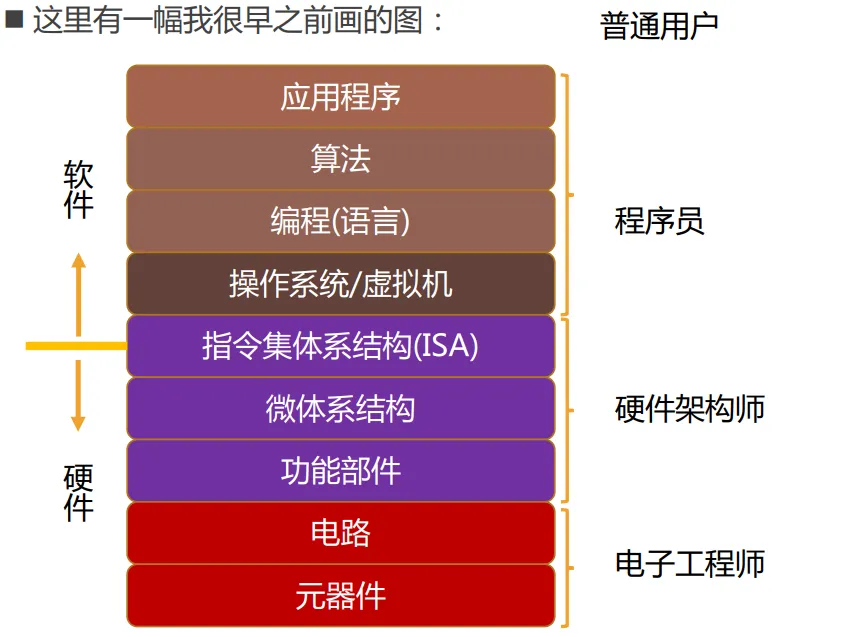 ■ 这里有一幅我很早之前画的图：
普通用户
应用程序
算法
编程(语言)
操作系统/虚拟机
指令集体系结构(ISA)
微体系结构
功能部件
电路
元器件
软件
硬件
程序员
硬件架构师
电子工程师